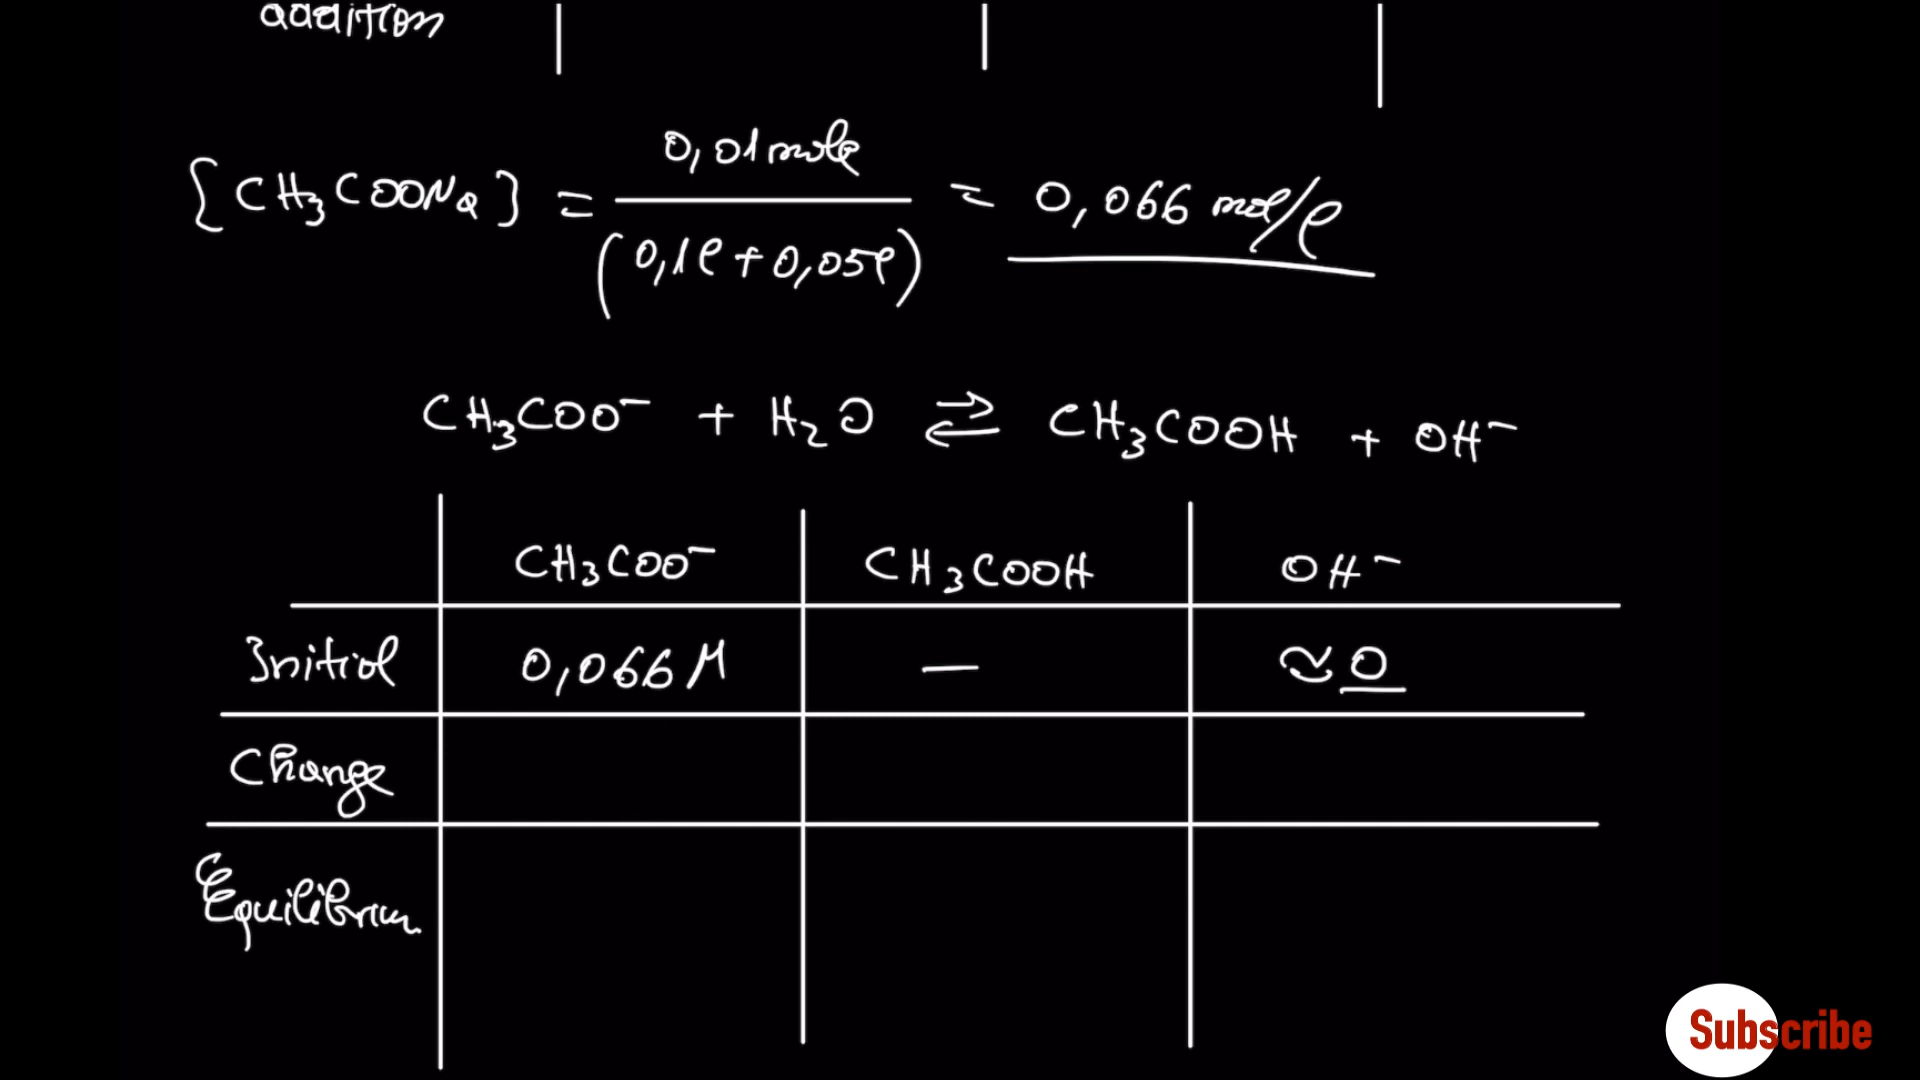 addition
[CH₃COONa] = 0,01 mole / (0,1ℓ + 0,05ℓ) = 0,066 mol/ℓ
CH₃COO⁻ + H₂O ⇌ CH₃COOH + OH⁻
CH₃COO⁻ CH₃COOH OH⁻
Initial 0,066 M — ≈ 0
Change
Equilibrium
Subscribe